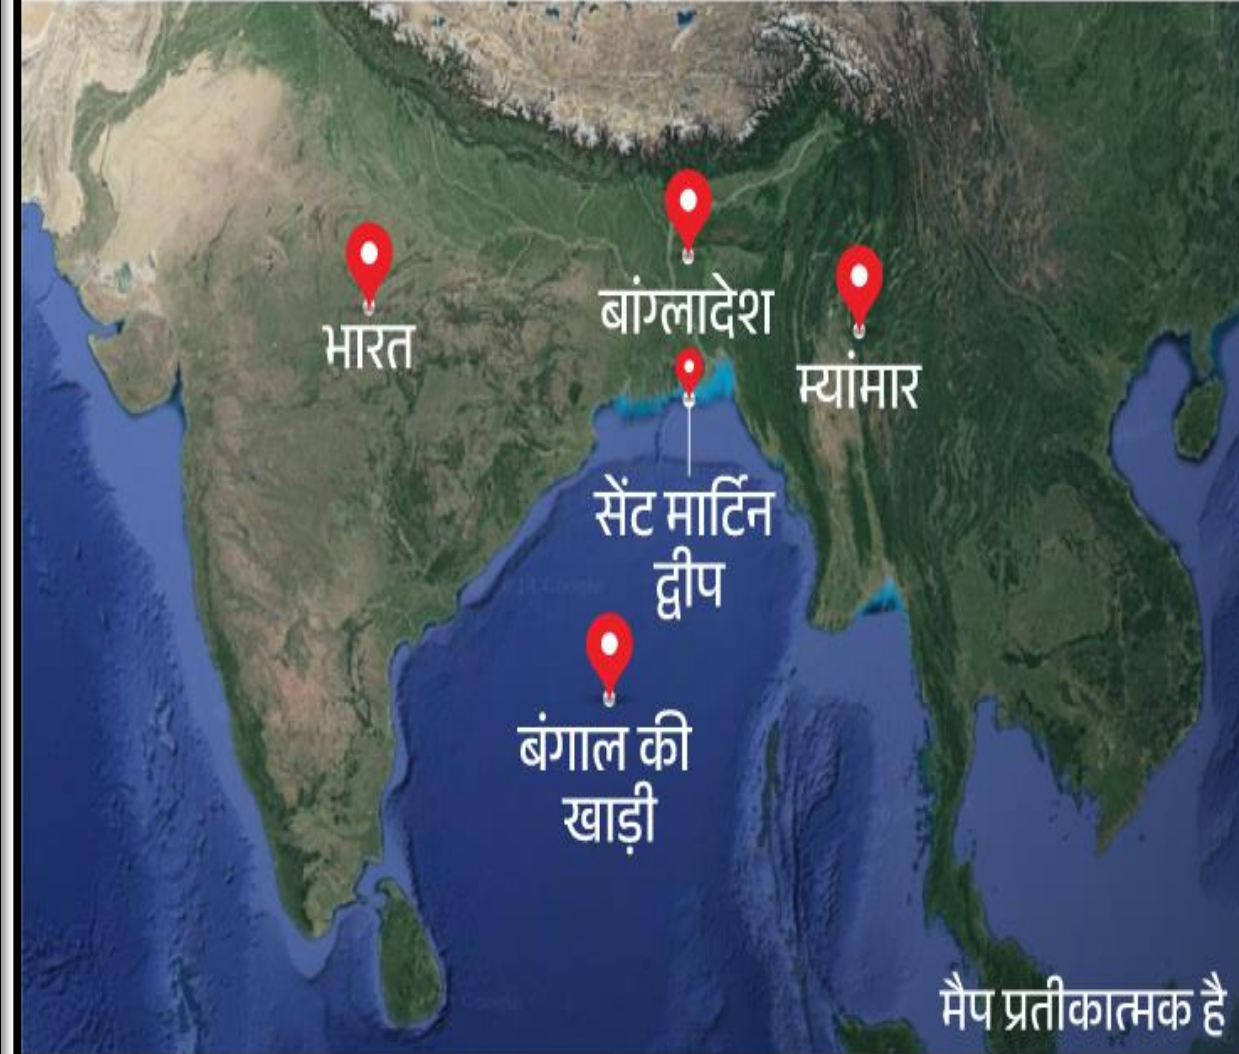 बांग्लादेश
भारत
म्यांमार
सेंट मार्टिन
द्वीप
बंगाल की
खाड़ी
मैप प्रतीकात्मक है